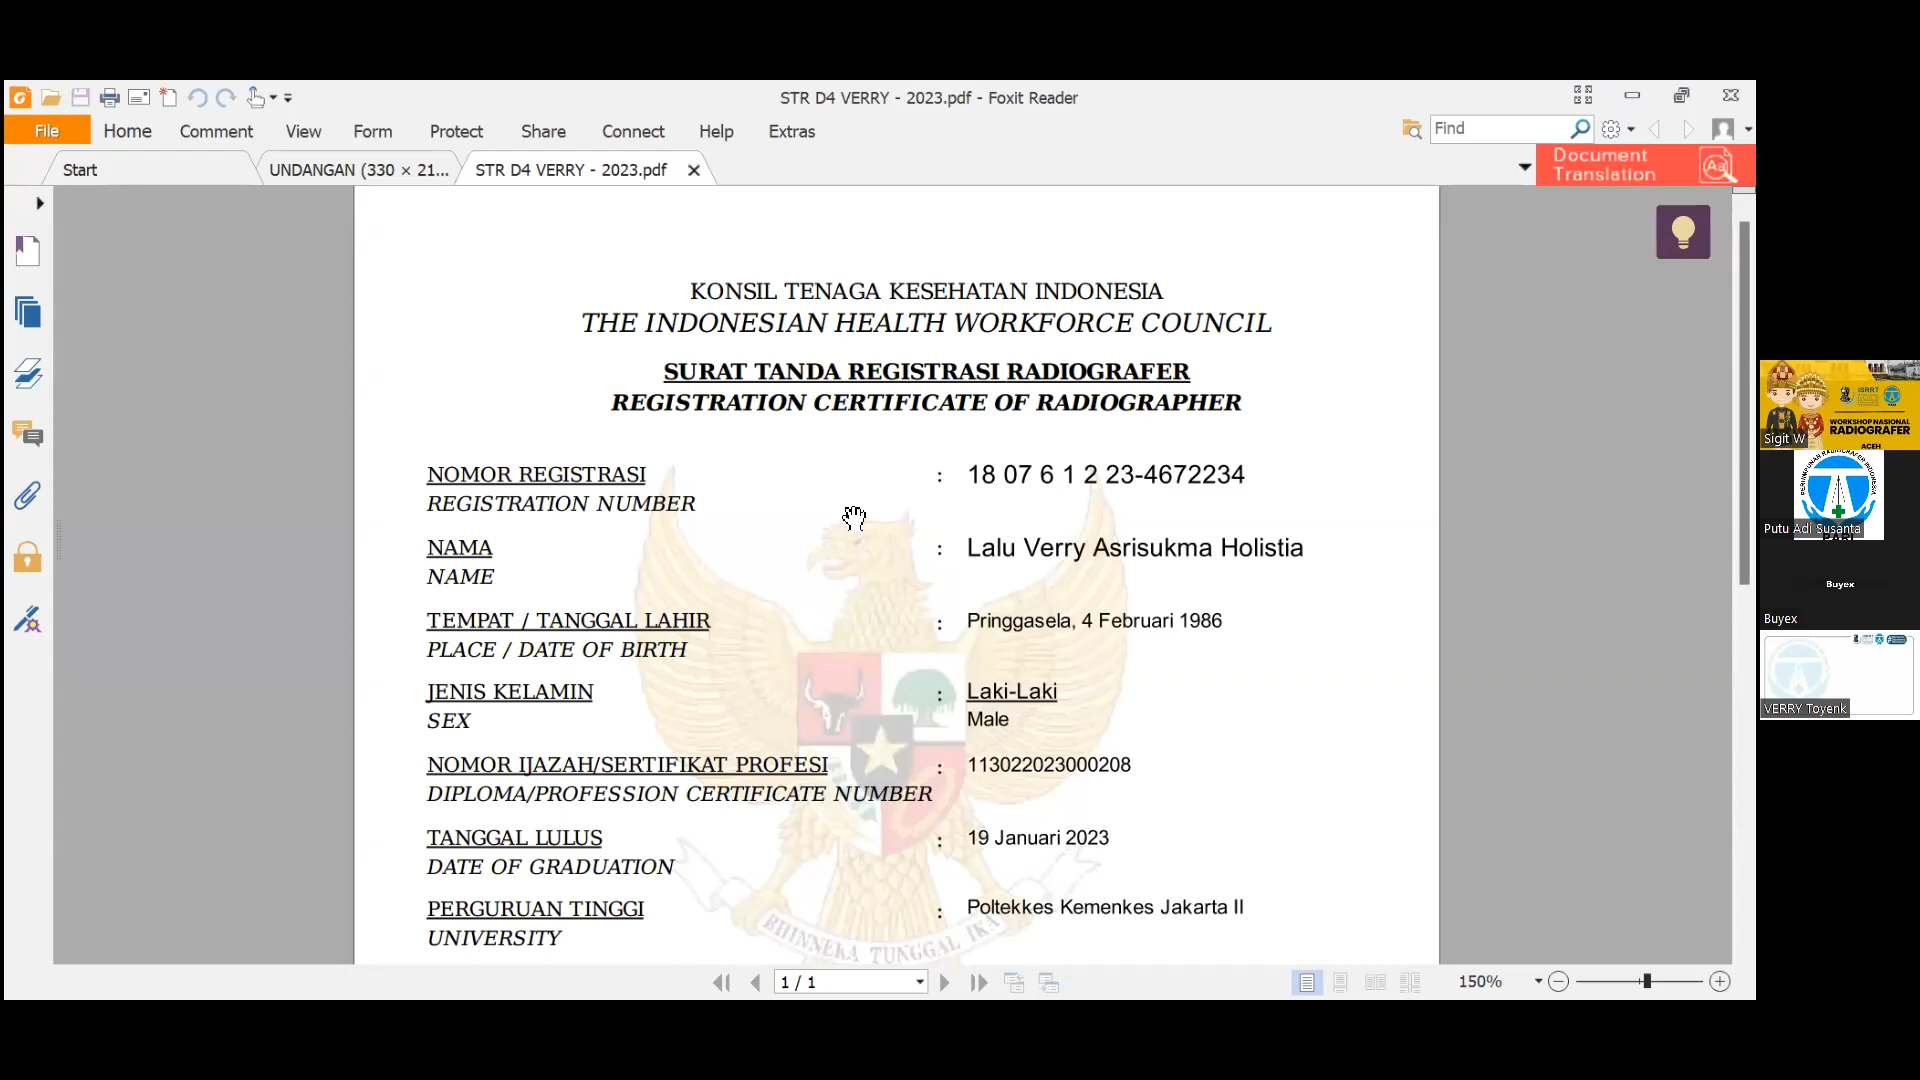 STR D4 VERRY - 2023.pdf - Foxit Reader
File Home Comment View Form Protect Share Connect Help Extras
Find
Start
UNDANGAN (330 × 21...
STR D4 VERRY - 2023.pdf
Document
Translation
KONSIL TENAGA KESEHATAN INDONESIA
THE INDONESIAN HEALTH WORKFORCE COUNCIL
SURAT TANDA REGISTRASI RADIOGRAFER
REGISTRATION CERTIFICATE OF RADIOGRAPHER
NOMOR REGISTRASI : 18 07 6 1 2 23-4672234
REGISTRATION NUMBER
NAMA : Lalu Verry Asrisukma Holistia
NAME
TEMPAT / TANGGAL LAHIR : Pringgasela, 4 Februari 1986
PLACE / DATE OF BIRTH
JENIS KELAMIN : Laki-Laki
SEX Male
NOMOR IJAZAH/SERTIFIKAT PROFESI : 113022023000208
DIPLOMA/PROFESSION CERTIFICATE NUMBER
TANGGAL LULUS : 19 Januari 2023
DATE OF GRADUATION
PERGURUAN TINGGI : Poltekkes Kemenkes Jakarta II
UNIVERSITY
BHINNEKA TUNGGAL IKA
1 / 1
150%
ISRRT
WORKSHOP NASIONAL
RADIOGRAFER
ACEH
Sigit W
PERHIMPUNAN RADIOGRAFER INDONESIA
PARI
Putu Adi Susanta
Buyex
Buyex
VERRY Toyenk